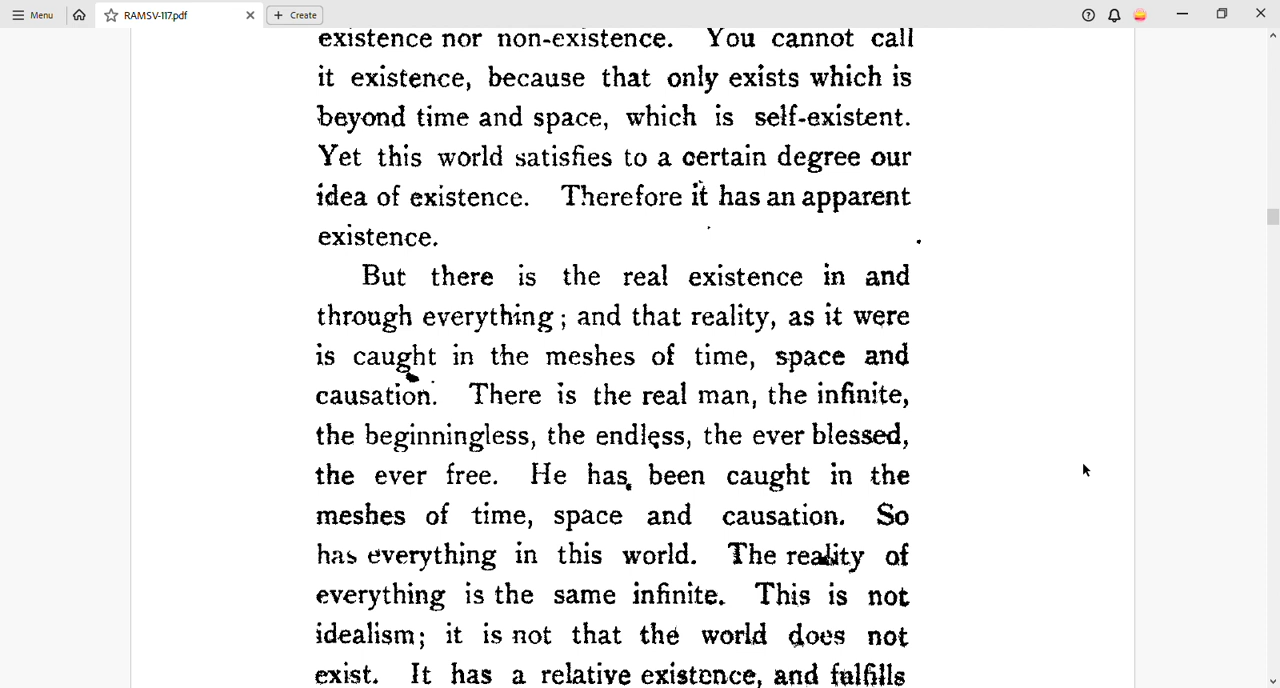 Menu
RAMSV-117.pdf
+ Create
existence nor non-existence. You cannot call
it existence, because that only exists which is
beyond time and space, which is self-existent.
Yet this world satisfies to a certain degree our
idea of existence. Therefore it has an apparent
existence.
But there is the real existence in and
through everything; and that reality, as it were
is caught in the meshes of time, space and
causation. There is the real man, the infinite,
the beginningless, the endless, the ever blessed,
the ever free. He has been caught in the
meshes of time, space and causation. So
has everything in this world. The reality of
everything is the same infinite. This is not
idealism; it is not that the world does not
exist. It has a relative existence, and fulfills